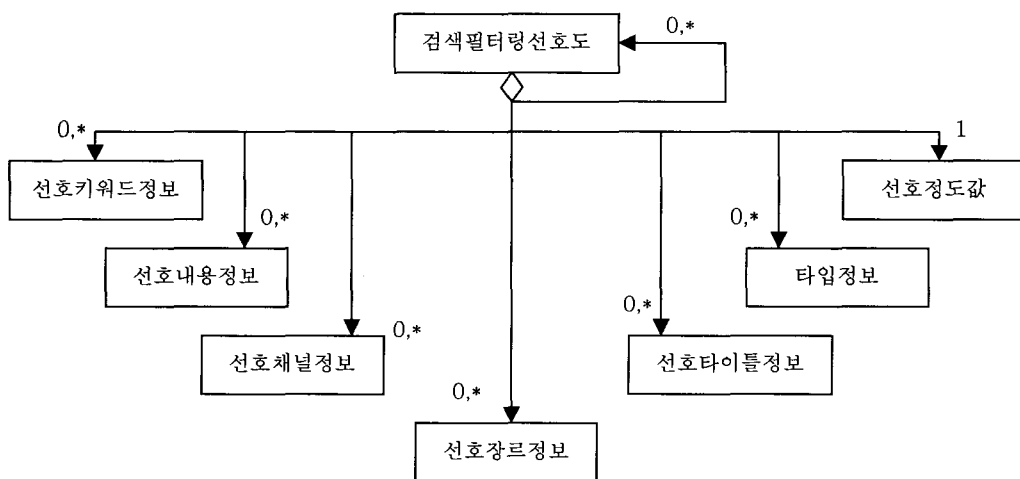 검색필터링선호도
0,*
0,*
1
선호키워드정보
선호정도값
0,*
0,*
선호내용정보
타입정보
0,*
0,*
선호채널정보
선호타이틀정보
0,*
선호장르정보